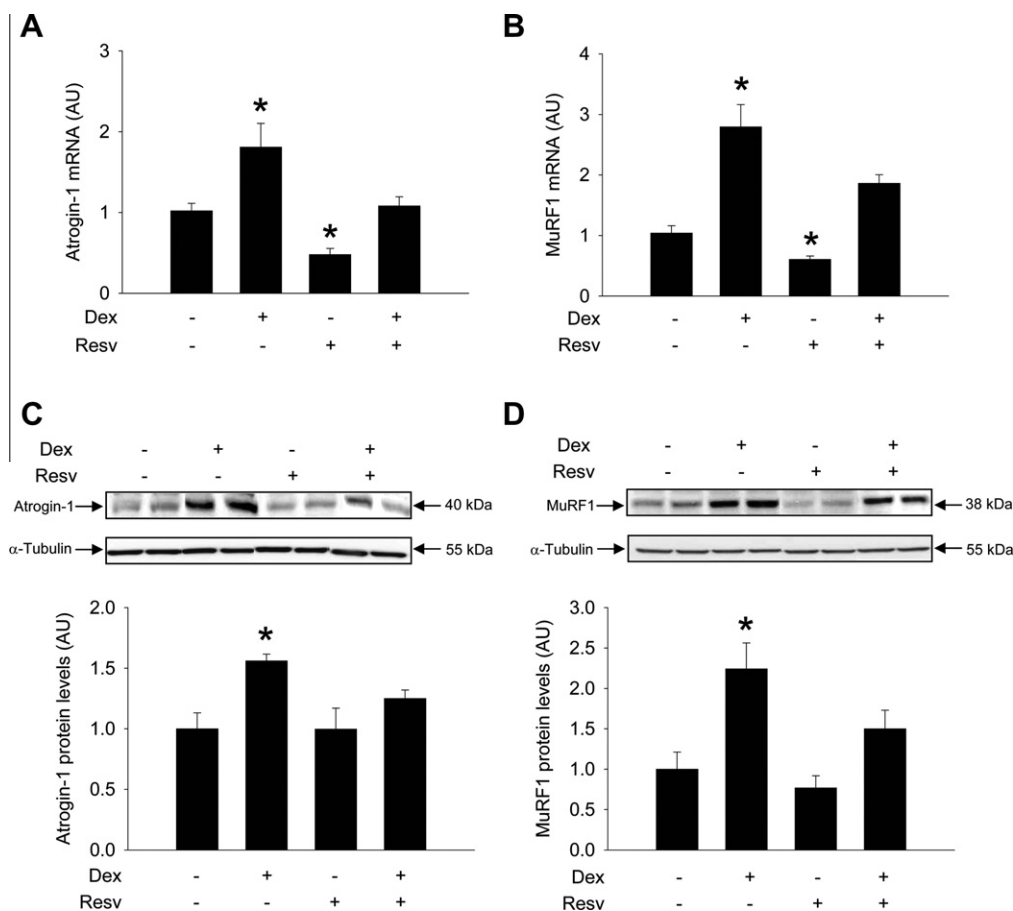 A
Atrogin-1 mRNA (AU)
3
*
2
1
*
0
Dex - + - +
Resv - - + +
B
MuRF1 mRNA (AU)
4
*
3
2
1
*
0
Dex - + - +
Resv - - + +
C
Dex - + - +
Resv - - + +
Atrogin-1 40 kDa
α-Tubulin 55 kDa
Atrogin-1 protein levels (AU)
2.0
*
1.5
1.0
0.5
0.0
Dex - + - +
Resv - - + +
D
Dex - + - +
Resv - - + +
MuRF1 38 kDa
α-Tubulin 55 kDa
MuRF1 protein levels (AU)
3.0
*
2.5
2.0
1.5
1.0
0.5
0.0
Dex - + - +
Resv - - + +